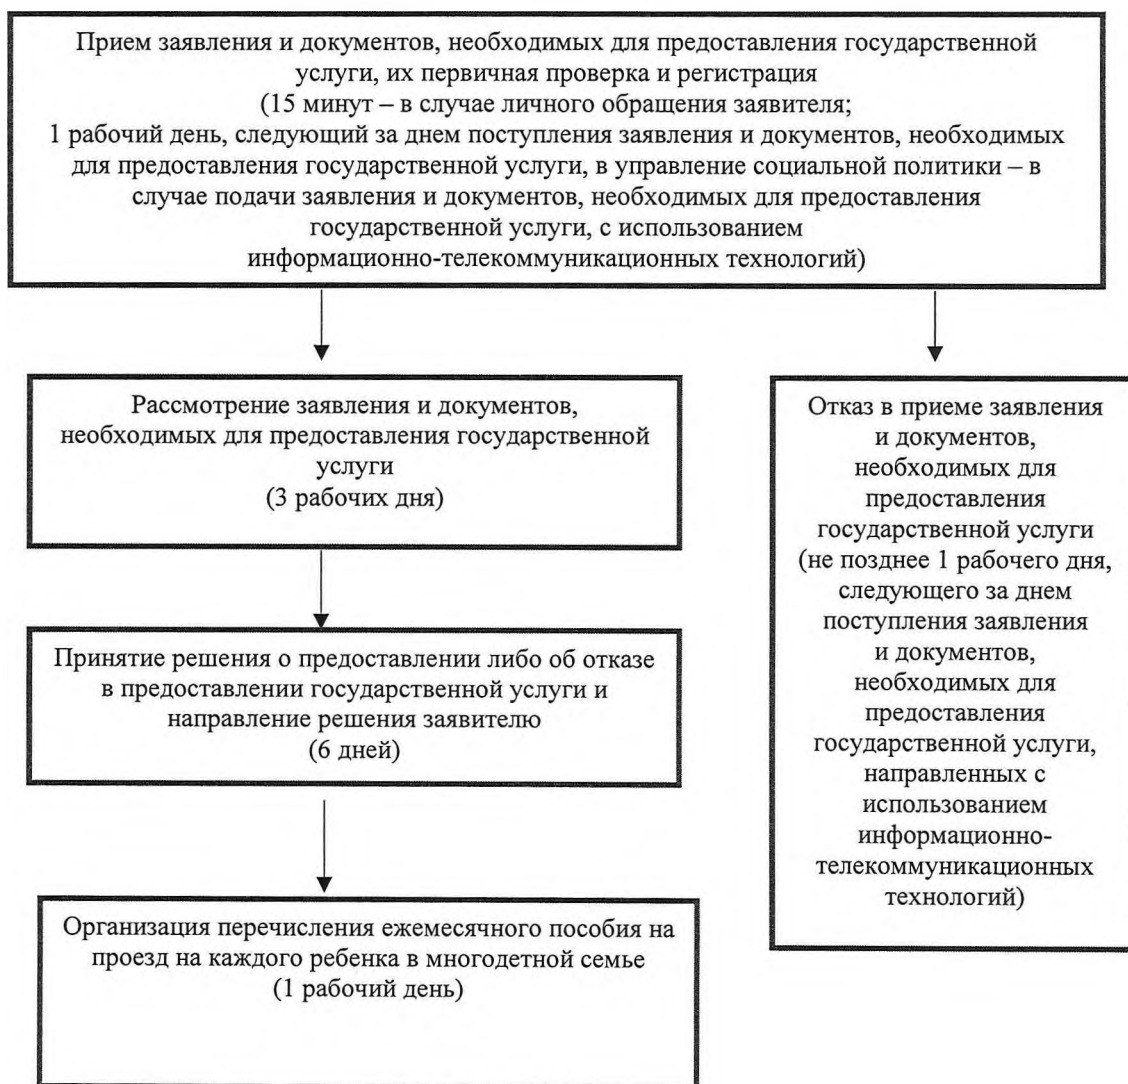 Прием заявления и документов, необходимых для предоставления государственной
услуги, их первичная проверка и регистрация
(15 минут – в случае личного обращения заявителя;
1 рабочий день, следующий за днем поступления заявления и документов, необходимых
для предоставления государственной услуги, в управление социальной политики – в
случае подачи заявления и документов, необходимых для предоставления
государственной услуги, с использованием
информационно-телекоммуникационных технологий)
Рассмотрение заявления и документов,
необходимых для предоставления государственной
услуги
(3 рабочих дня)
Принятие решения о предоставлении либо об отказе
в предоставлении государственной услуги и
направление решения заявителю
(6 дней)
Организация перечисления ежемесячного пособия на
проезд на каждого ребенка в многодетной семье
(1 рабочий день)
Отказ в приеме заявления
и документов,
необходимых для
предоставления
государственной услуги
(не позднее 1 рабочего дня,
следующего за днем
поступления заявления
и документов,
необходимых для
предоставления
государственной услуги,
направленных с
использованием
информационно-
телекоммуникационных
технологий)